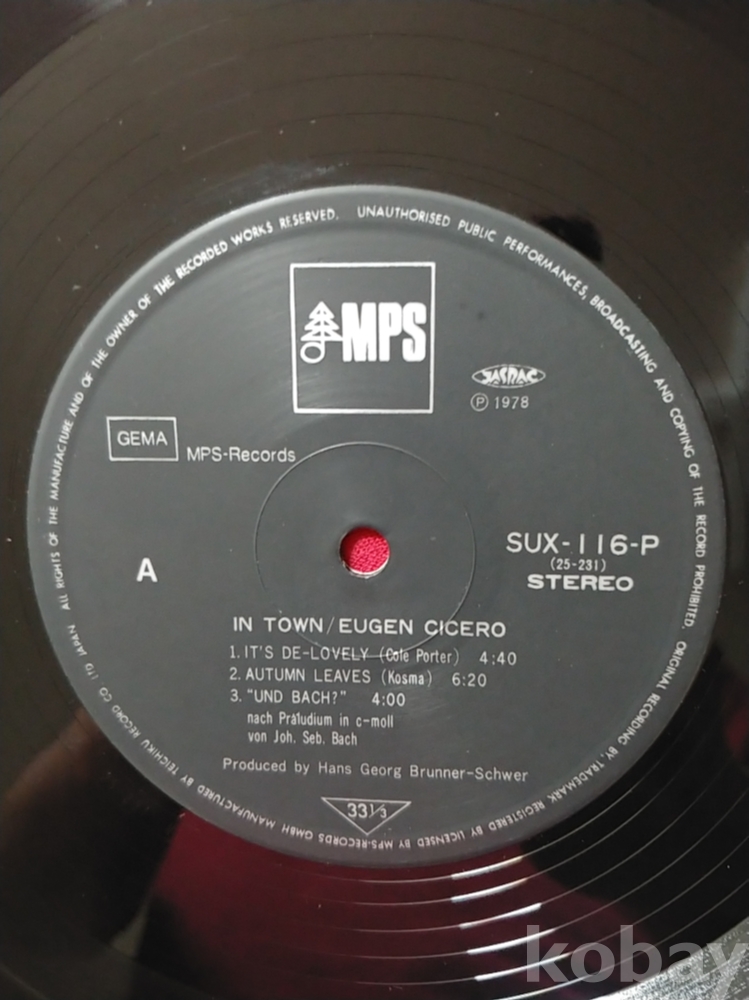 ALL RIGHTS OF THE MANUFACTURE AND OF THE OWNER OF THE RECORDED WORKS RESERVED. UNAUTHORISED PUBLIC PERFORMANCES, BROADCASTING AND COPYING OF THE RECORD PROHIBITED. ORIGINAL RECORDING BY, TRADEMARK REGISTERED BY, LICENSED BY MPS-RECORDS GMBH MANUFACTURED BY TEICHIKU RECORD CO LTD JAPAN
MPS
JASRAC
Ⓟ 1978
GEMA
MPS-Records
A
SUX-116-P
(25-231)
STEREO
IN TOWN/EUGEN CICERO
1. IT'S DE-LOVELY (Cole Porter) 4:40
2. AUTUMN LEAVES (Kosma) 6:20
3. "UND BACH?" 4:00
nach Präludium in c-moll
von Joh. Seb. Bach
Produced by Hans Georg Brunner-Schwer
33 1/3
kobay